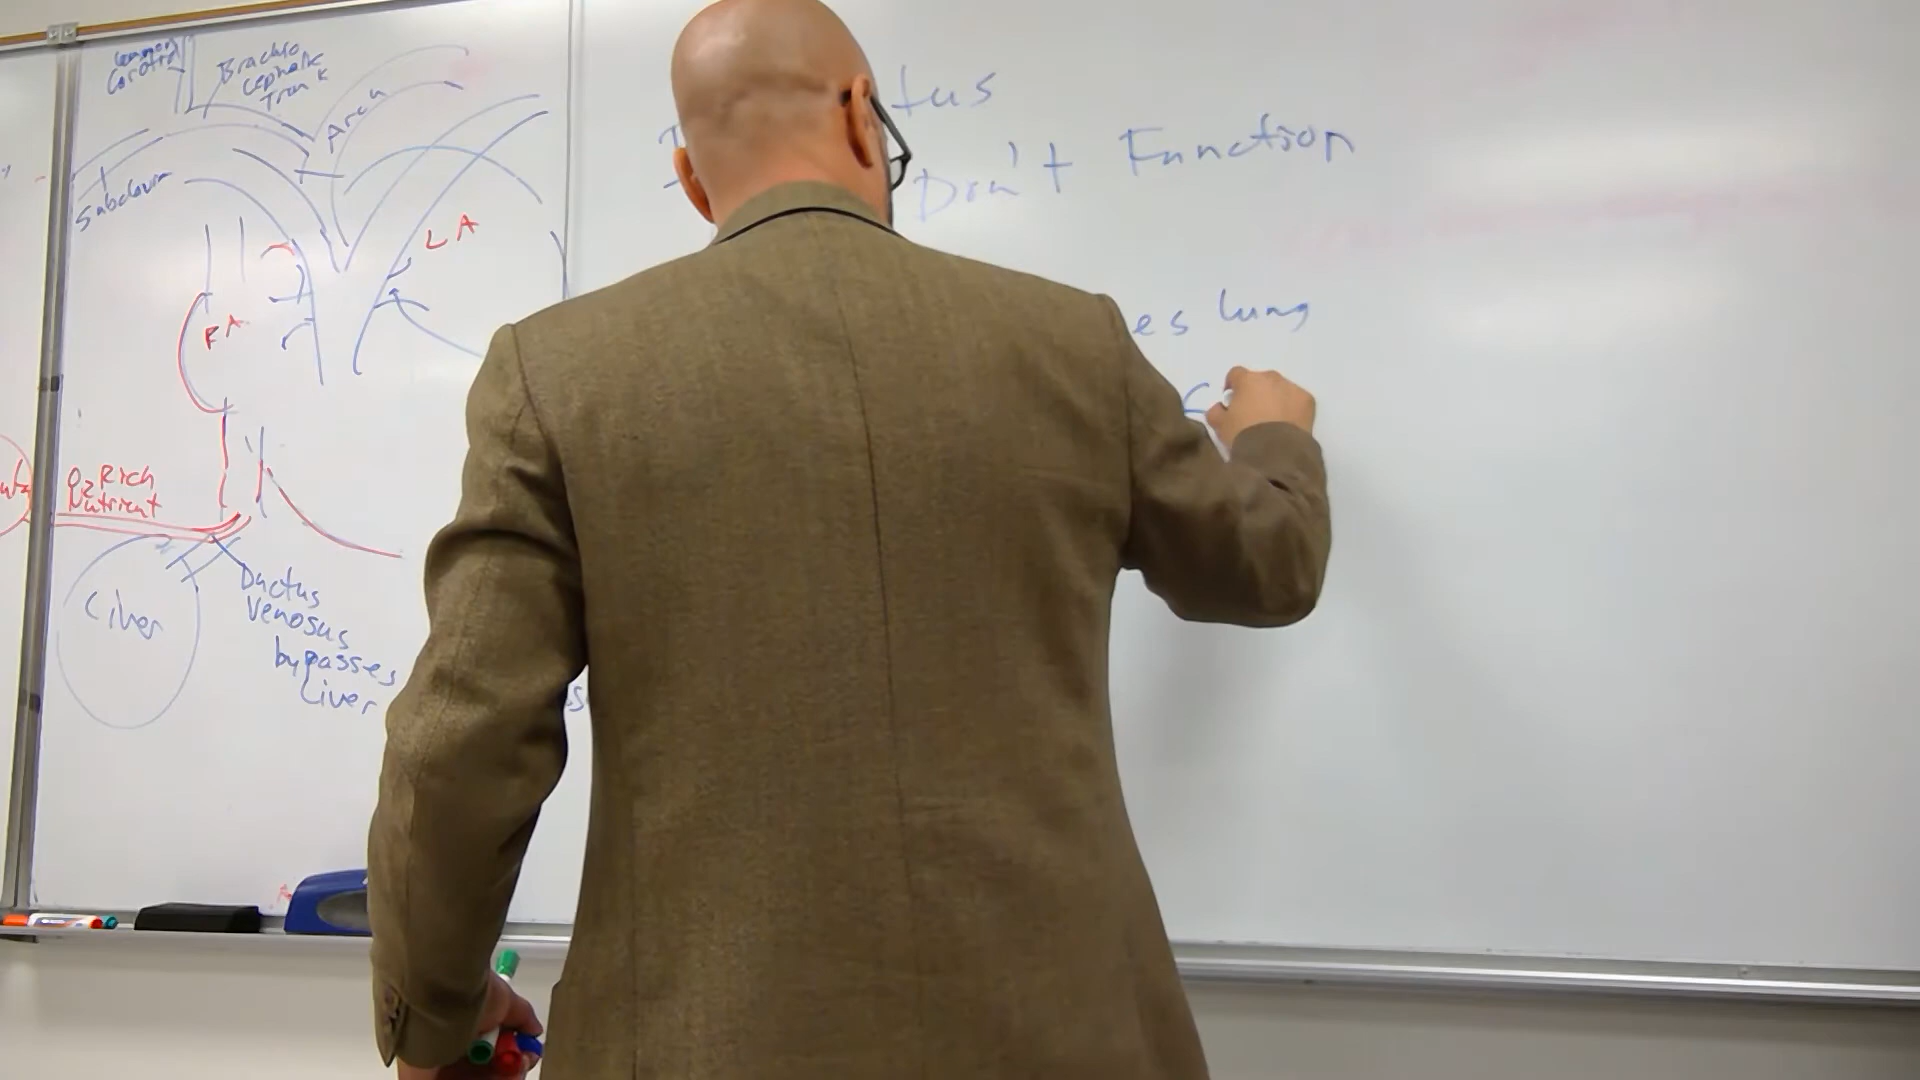 Common
Carotid
Brachio
cephalic
Trunk
Arch
Subclavian
LA
RA
O2 Rich
Nutrient
Liver
Ductus
Venosus
bypasses
Liver
tus
Don't Function
es lung